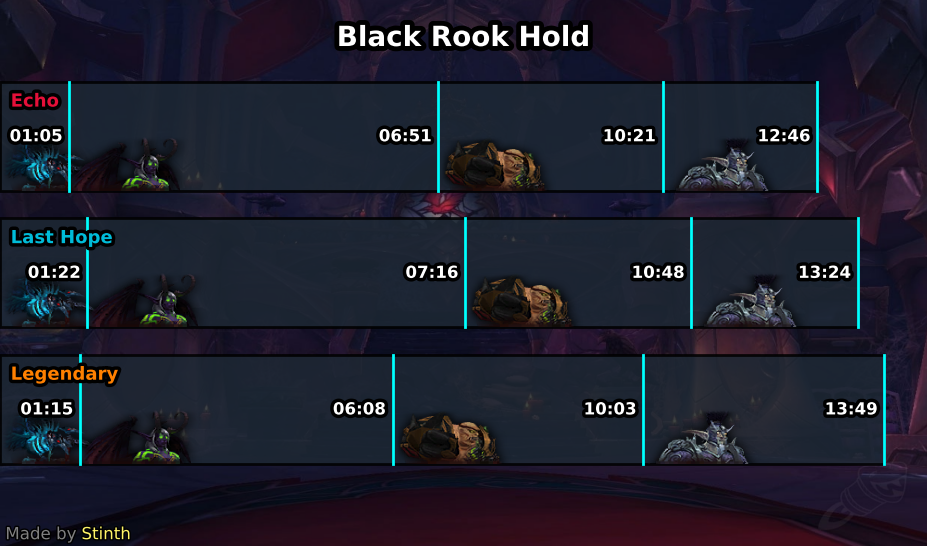 Black Rook Hold
Echo
01:05 06:51 10:21 12:46
Last Hope
01:22 07:16 10:48 13:24
Legendary
01:15 06:08 10:03 13:49
Made by Stinth